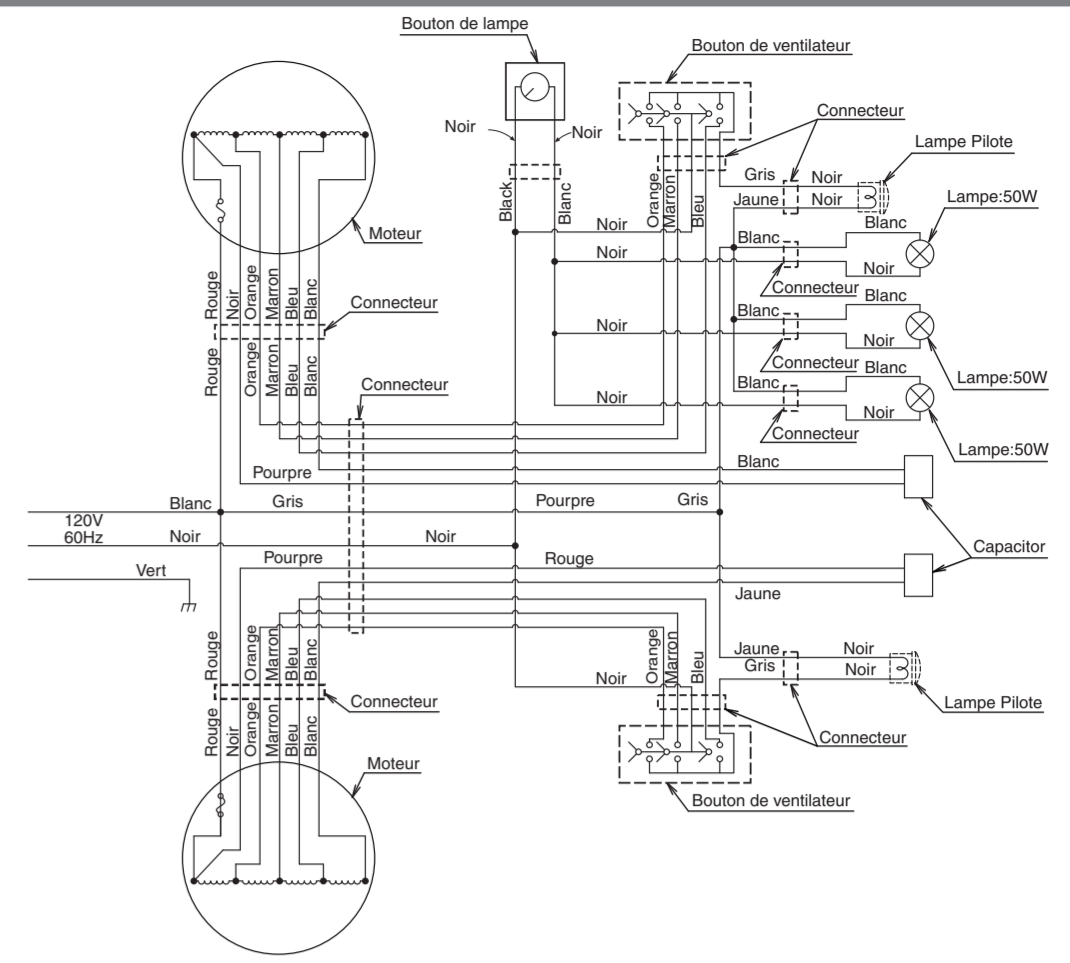 Bouton de lampe
Bouton de ventilateur
Connecteur
Noir
Noir
Lampe Pilote
Gris
Noir
Jaune
Noir
Lampe:50W
Black
Blanc
Orange
Marron
Bleu
Moteur
Noir
Blanc
Blanc
Noir
Noir
Connecteur
Rouge
Noir
Orange
Marron
Bleu
Blanc
Connecteur
Blanc
Blanc
Noir
Noir
Connecteur
Lampe:50W
Rouge
Orange
Marron
Bleu
Blanc
Connecteur
Blanc
Blanc
Noir
Noir
Connecteur
Lampe:50W
Pourpre
Blanc
Blanc
Gris
Pourpre
Gris
120V
60Hz
Noir
Noir
Capacitor
Vert
Pourpre
Rouge
Jaune
Rouge
Orange
Marron
Bleu
Blanc
Orange
Marron
Bleu
Jaune
Noir
Gris
Noir
Noir
Connecteur
Lampe Pilote
Rouge
Noir
Orange
Marron
Bleu
Blanc
Connecteur
Moteur
Bouton de ventilateur